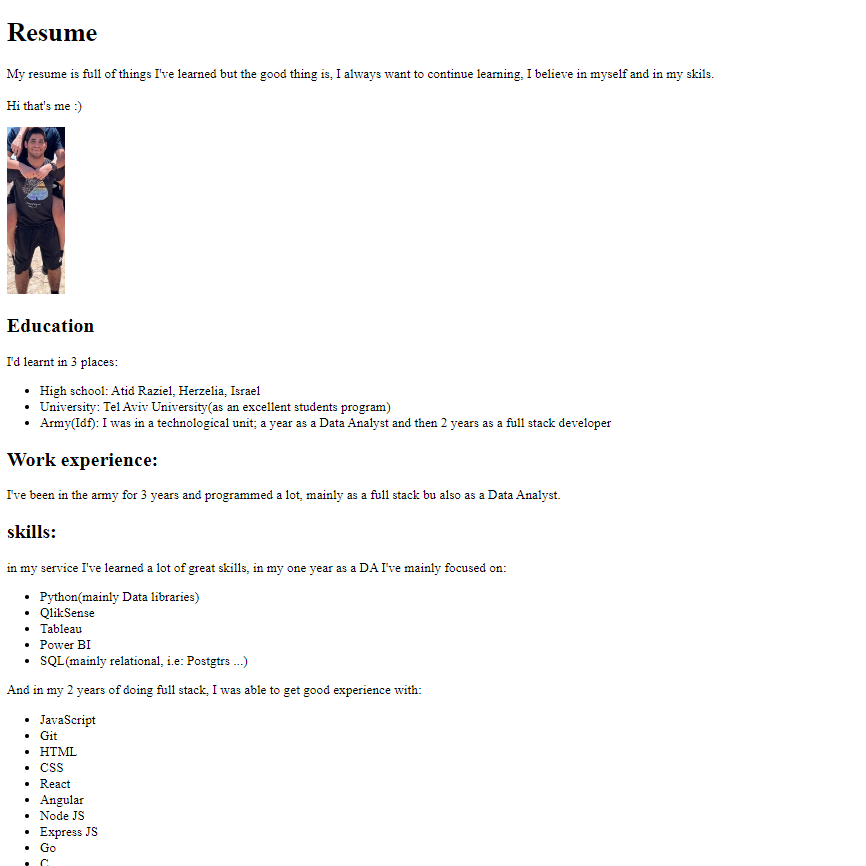 Resume
My resume is full of things I've learned but the good thing is, I always want to continue learning, I believe in myself and in my skils.
Hi that's me :)
Education
I'd learnt in 3 places:
High school: Atid Raziel, Herzelia, Israel
University: Tel Aviv University(as an excellent students program)
Army(Idf): I was in a technological unit; a year as a Data Analyst and then 2 years as a full stack developer
Work experience:
I've been in the army for 3 years and programmed a lot, mainly as a full stack bu also as a Data Analyst.
skills:
in my service I've learned a lot of great skills, in my one year as a DA I've mainly focused on:
Python(mainly Data libraries)
QlikSense
Tableau
Power BI
SQL(mainly relational, i.e: Postgtrs ...)
And in my 2 years of doing full stack, I was able to get good experience with:
JavaScript
Git
HTML
CSS
React
Angular
Node JS
Express JS
Go